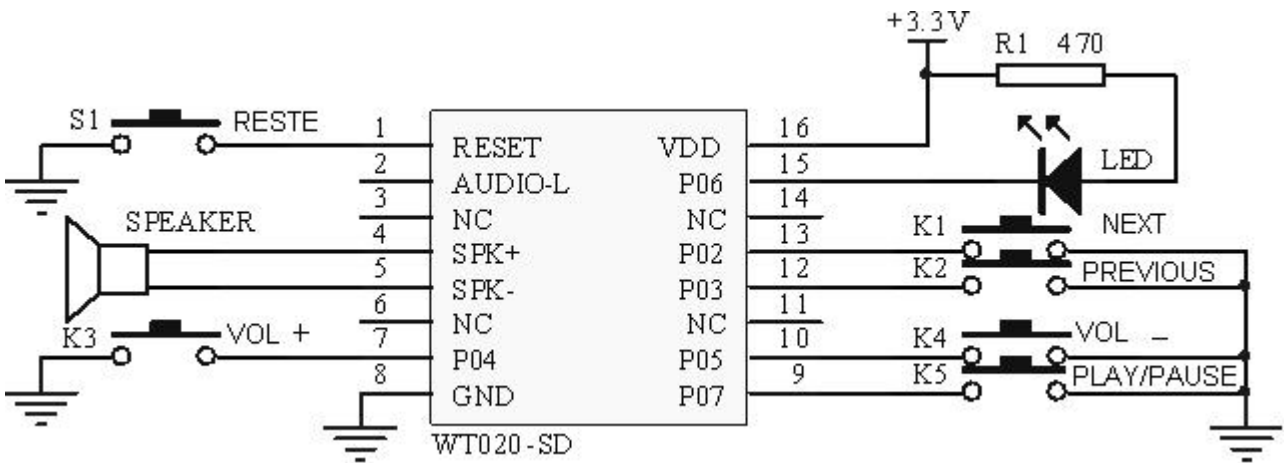 +3.3V
R1 470
S1 RESTE 1 RESET VDD 16
2 AUDIO-L P06 15 LED
3 NC NC 14
SPEAKER 4 SPK+ P02 13 K1 NEXT
5 SPK- P03 12 K2 PREVIOUS
6 NC NC 11
K3 VOL + 7 P04 P05 10 K4 VOL -
8 GND P07 9 K5 PLAY/PAUSE
WT020-SD